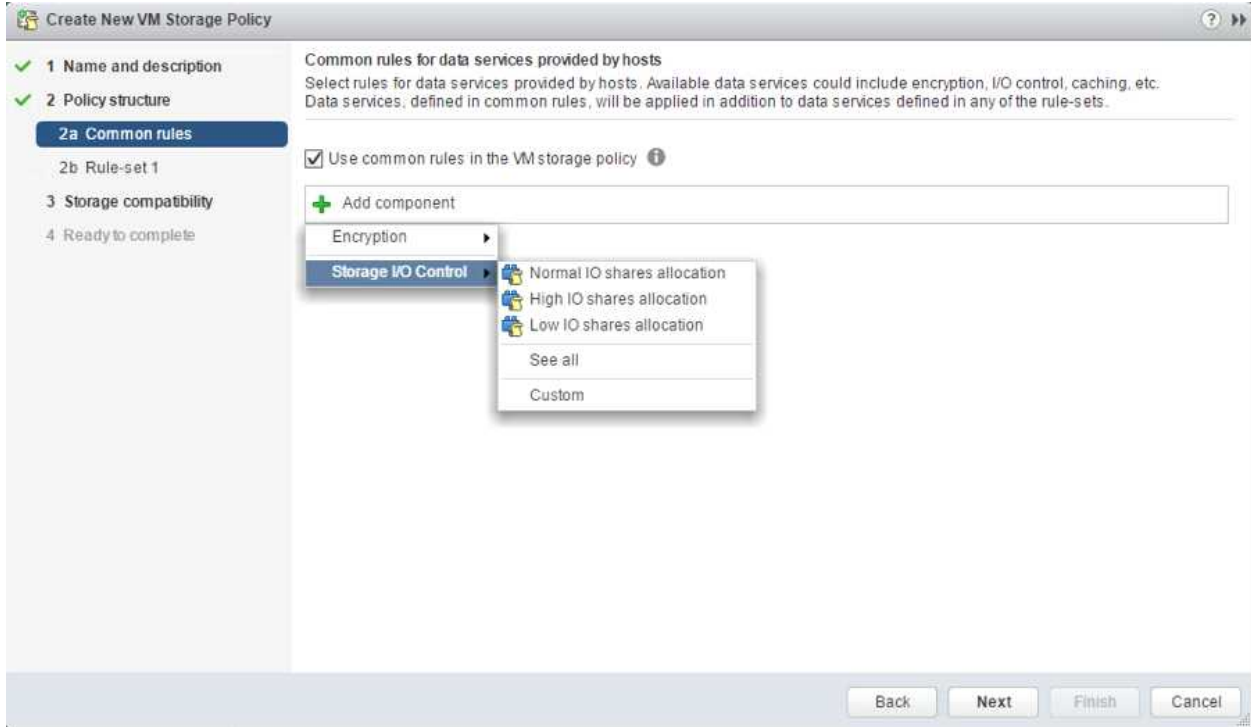 Create New VM Storage Policy
1 Name and description
2 Policy structure
2a Common rules
2b Rule-set 1
3 Storage compatibility
4 Ready to complete
Common rules for data services provided by hosts
Select rules for data services provided by hosts. Available data services could include encryption, I/O control, caching, etc.
Data services, defined in common rules, will be applied in addition to data services defined in any of the rule-sets.
Use common rules in the VM storage policy
Add component
Encryption
Storage I/O Control
Normal IO shares allocation
High IO shares allocation
Low IO shares allocation
See all
Custom
Back
Next
Finish
Cancel